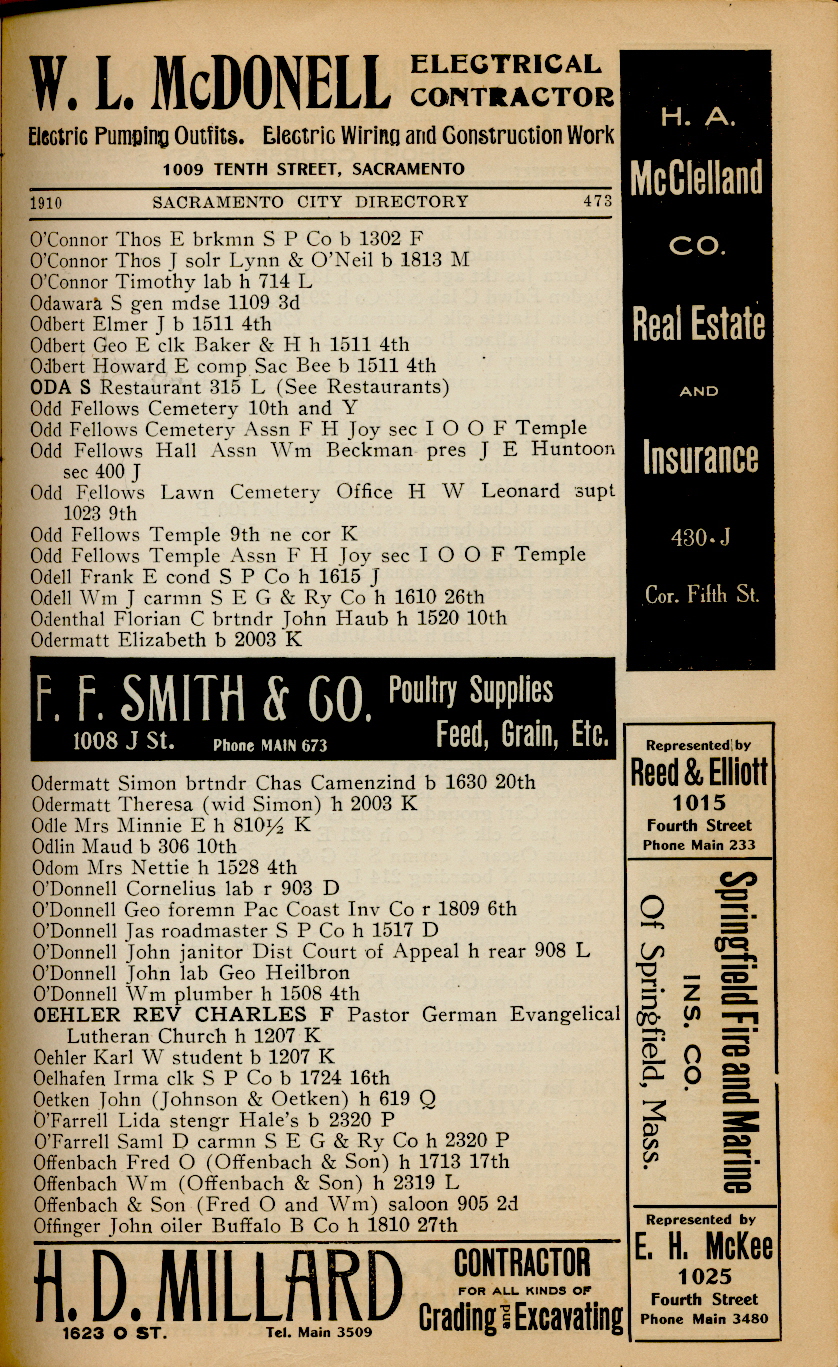 W. L. McDONELL ELECTRICAL CONTRACTOR
Electric Pumping Outfits. Electric Wiring and Construction Work
1009 TENTH STREET, SACRAMENTO
1910 SACRAMENTO CITY DIRECTORY 473
O'Connor Thos E brkmn S P Co b 1302 F
O'Connor Thos J solr Lynn & O'Neil b 1813 M
O'Connor Timothy lab h 714 L
Odawara S gen mdse 1109 3d
Odbert Elmer J b 1511 4th
Odbert Geo E clk Baker & H h 1511 4th
Odbert Howard E comp Sac Bee b 1511 4th
ODA S Restaurant 315 L (See Restaurants)
Odd Fellows Cemetery 10th and Y
Odd Fellows Cemetery Assn F H Joy sec I O O F Temple
Odd Fellows Hall Assn Wm Beckman pres J E Huntoon
sec 400 J
Odd Fellows Lawn Cemetery Office H W Leonard supt
1023 9th
Odd Fellows Temple 9th ne cor K
Odd Fellows Temple Assn F H Joy sec I O O F Temple
Odell Frank E cond S P Co h 1615 J
Odell Wm J carmn S E G & Ry Co h 1610 26th
Odenthal Florian C brtndr John Haub h 1520 10th
Odermatt Elizabeth b 2003 K
F. F. SMITH & CO. Poultry Supplies
1008 J St. Phone MAIN 673 Feed, Grain, Etc.
Odermatt Simon brtndr Chas Camenzind b 1630 20th
Odermatt Theresa (wid Simon) h 2003 K
Odle Mrs Minnie E h 810½ K
Odlin Maud b 306 10th
Odom Mrs Nettie h 1528 4th
O'Donnell Cornelius lab r 903 D
O'Donnell Geo foremn Pac Coast Inv Co r 1809 6th
O'Donnell Jas roadmaster S P Co h 1517 D
O'Donnell John janitor Dist Court of Appeal h rear 908 L
O'Donnell John lab Geo Heilbron
O'Donnell Wm plumber h 1508 4th
OEHLER REV CHARLES F Pastor German Evangelical
Lutheran Church h 1207 K
Oehler Karl W student b 1207 K
Oelhafen Irma clk S P Co b 1724 16th
Oetken John (Johnson & Oetken) h 619 Q
O'Farrell Lida stengr Hale's b 2320 P
O'Farrell Saml D carmn S E G & Ry Co h 2320 P
Offenbach Fred O (Offenbach & Son) h 1713 17th
Offenbach Wm (Offenbach & Son) h 2319 L
Offenbach & Son (Fred O and Wm) saloon 905 2d
Offinger John oiler Buffalo B Co h 1810 27th
H. D. MILLARD
1623 O ST. Tel. Main 3509
CONTRACTOR
FOR ALL KINDS OF
Grading and Excavating
H. A.
McClelland
CO.
Real Estate
AND
Insurance
430 • J
Cor. Fifth St.
Represented by
Reed & Elliott
1015
Fourth Street
Phone Main 233
Springfield Fire and Marine
INS. CO.
Of Springfield, Mass.
Represented by
E. H. McKee
1025
Fourth Street
Phone Main 3480